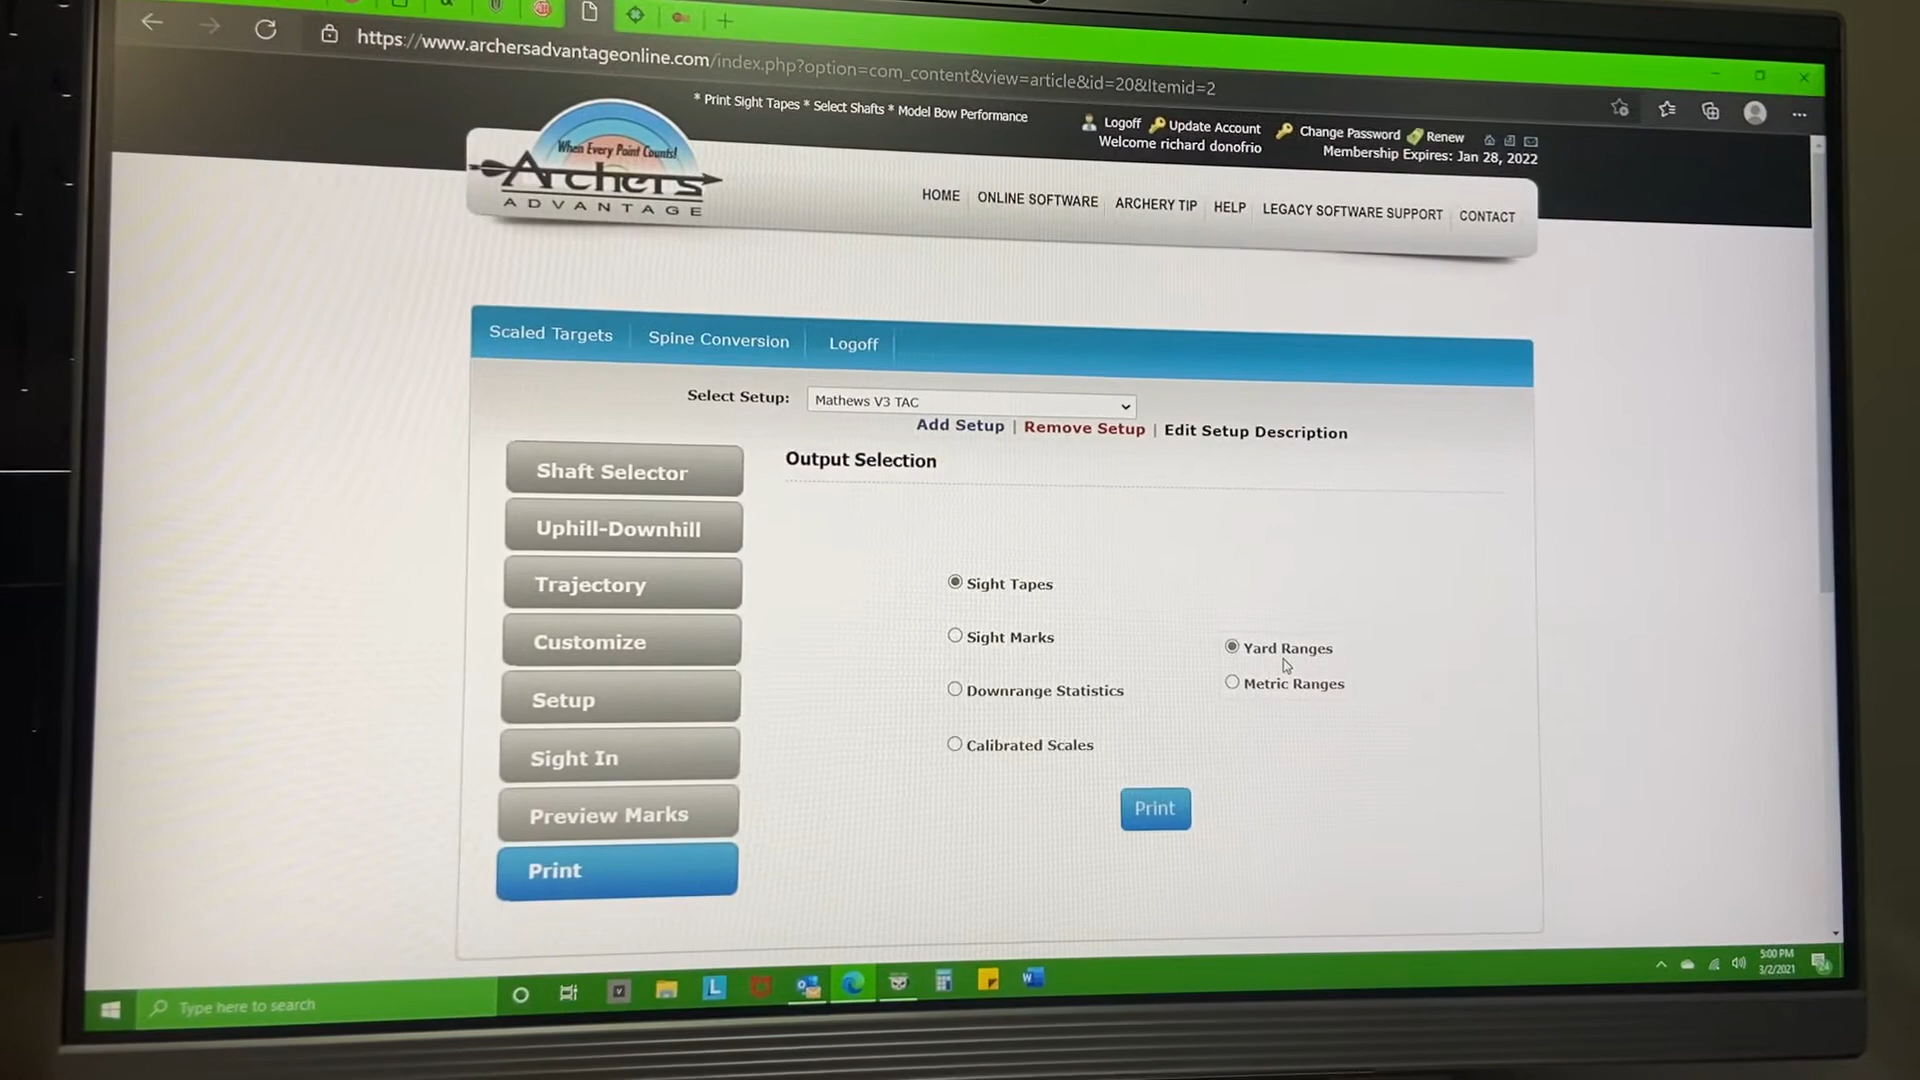 https://www.archersadvantageonline.com/index.php?option=com_content&view=article&id=20&Itemid=2
* Print Sight Tapes * Select Shafts * Model Bow Performance
Logoff Update Account Change Password Renew
Welcome richard donofrio Membership Expires: Jan 28, 2022
When Every Point Counts!
Archers
ADVANTAGE
HOME ONLINE SOFTWARE ARCHERY TIP HELP LEGACY SOFTWARE SUPPORT CONTACT
Scaled Targets Spine Conversion Logoff
Select Setup: Mathews V3 TAC
Add Setup | Remove Setup | Edit Setup Description
Output Selection
Shaft Selector
Uphill-Downhill
Trajectory
Customize
Setup
Sight In
Preview Marks
Print
Sight Tapes
Sight Marks
Downrange Statistics
Calibrated Scales
Yard Ranges
Metric Ranges
Print
Type here to search
5:00 PM
3/2/2021